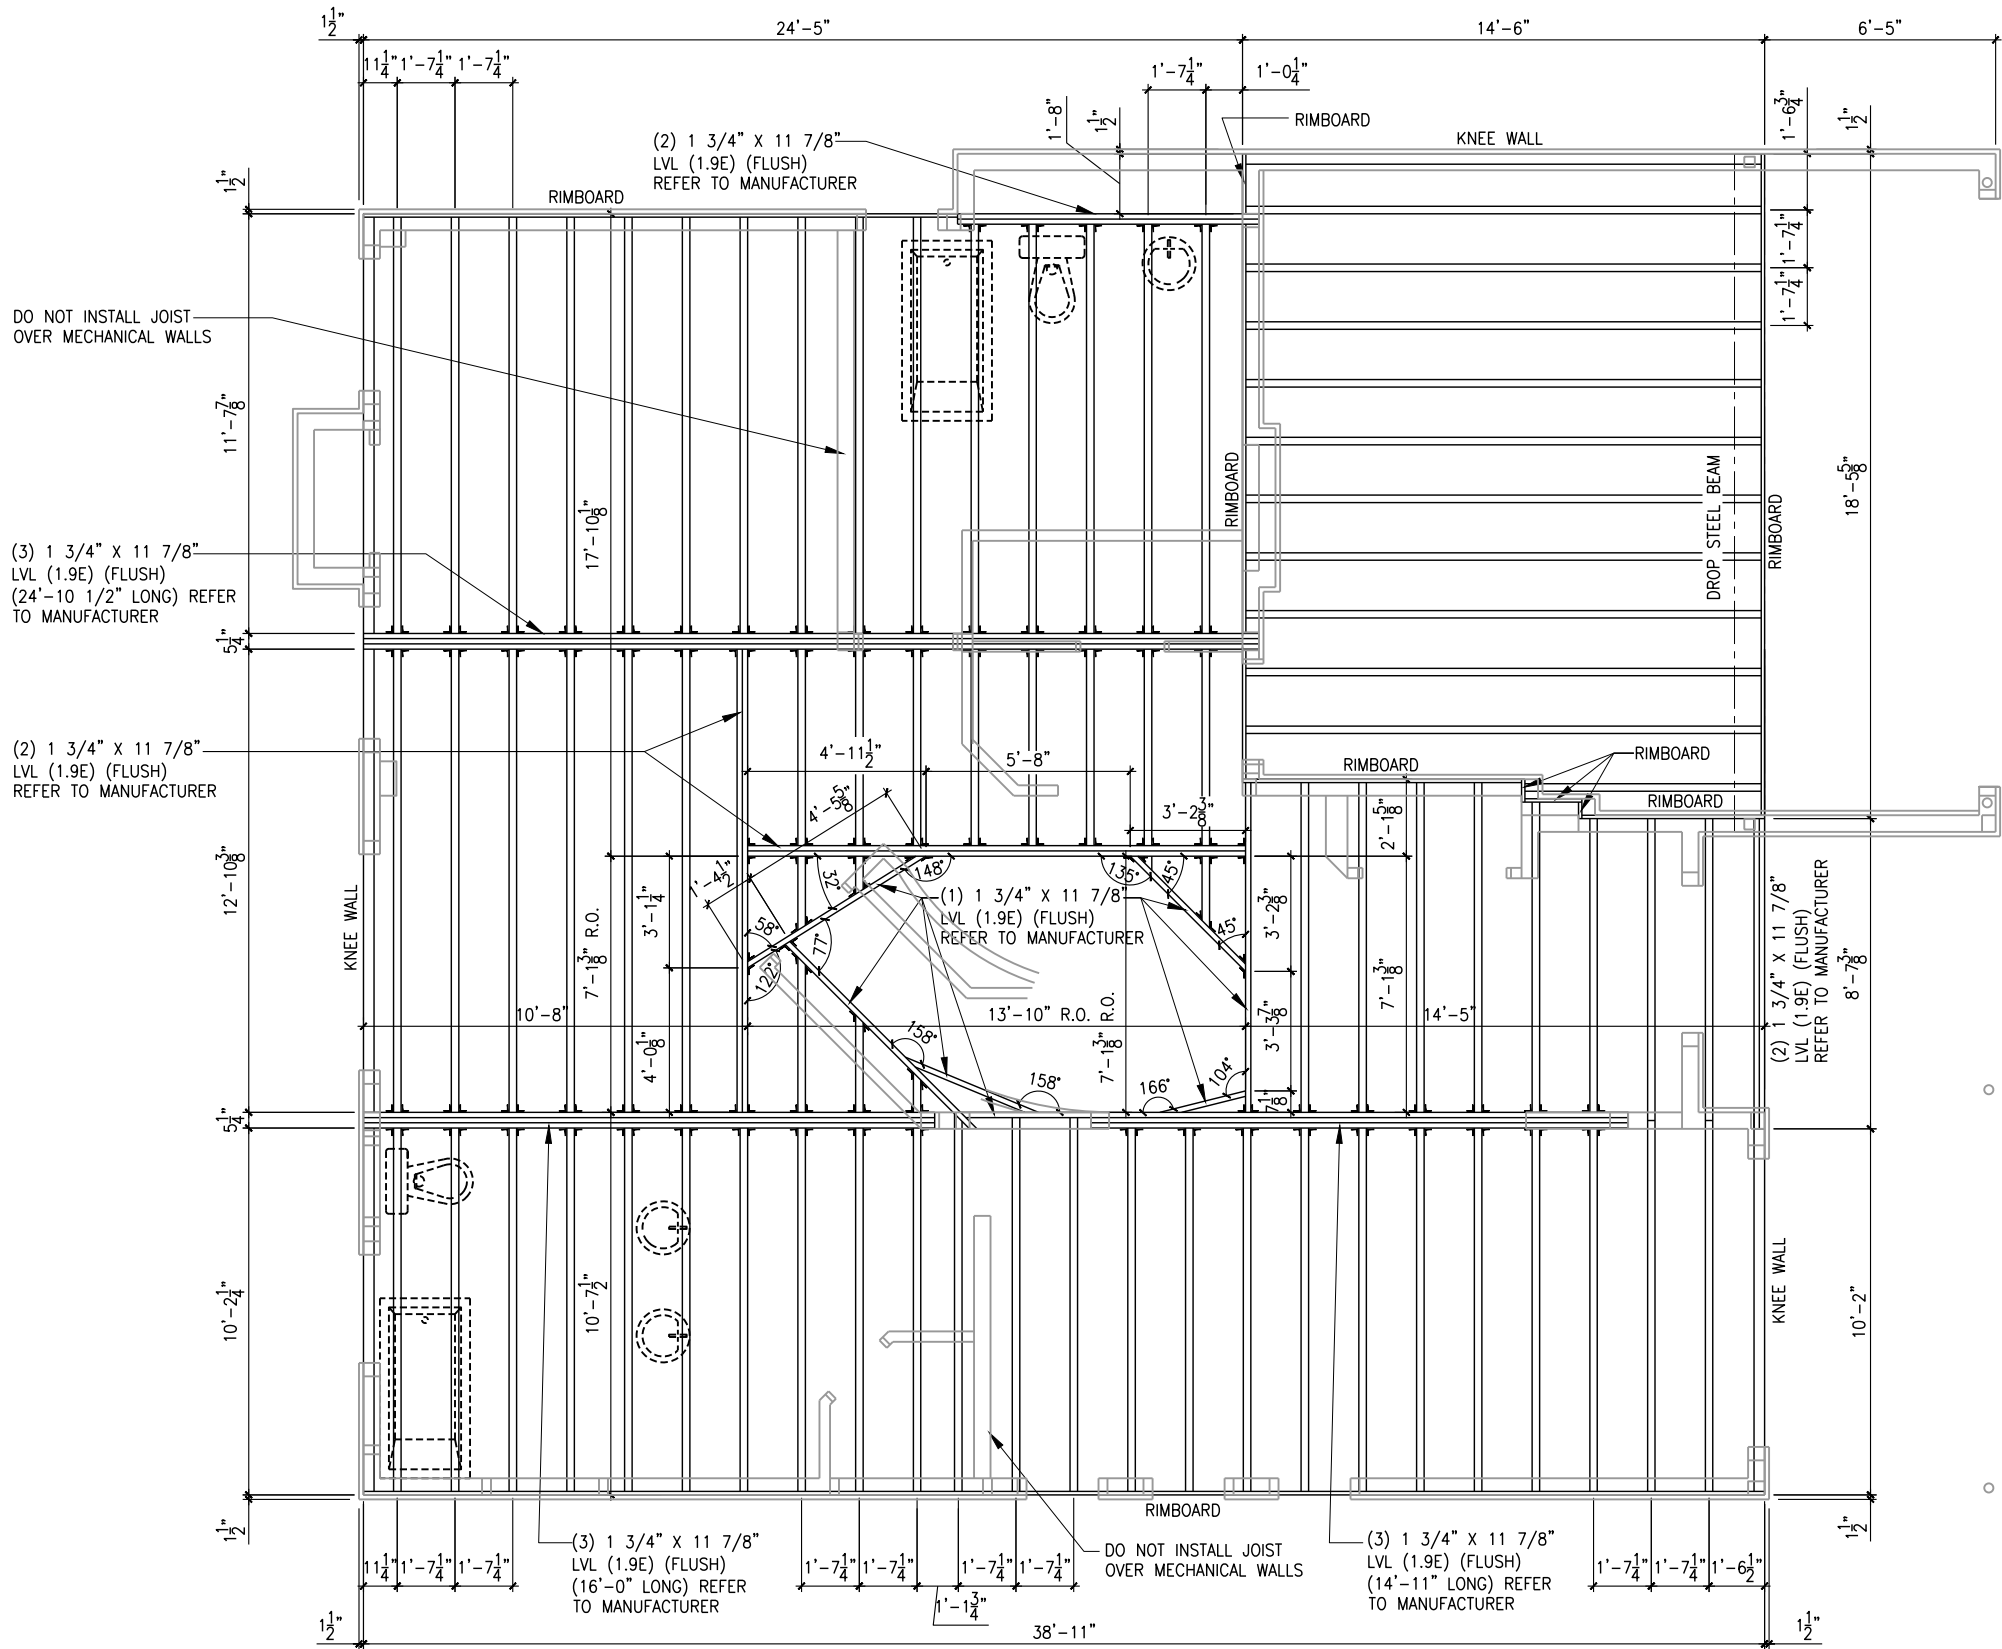 1 1/2"
24'-5"
14'-6"
6'-5"
11 1/4"
1'-7 1/4"
1'-7 1/4"
1'-7 1/4"
1'-0 1/4"
1'-8"
1 1/2"
1'-6 3/4"
1 1/2"
RIMBOARD
KNEE WALL
(2) 1 3/4" X 11 7/8"
LVL (1.9E) (FLUSH)
REFER TO MANUFACTURER
1 1/2"
RIMBOARD
1'-7 1/4"
1'-7 1/4"
DO NOT INSTALL JOIST
OVER MECHANICAL WALLS
11'-7 7/8"
17'-10 1/8"
RIMBOARD
DROP STEEL BEAM
RIMBOARD
18'-5 5/8"
(3) 1 3/4" X 11 7/8"
LVL (1.9E) (FLUSH)
(24'-10 1/2" LONG) REFER
TO MANUFACTURER
5 1/4"
(2) 1 3/4" X 11 7/8"
LVL (1.9E) (FLUSH)
REFER TO MANUFACTURER
4'-11 1/2"
5'-8"
RIMBOARD
RIMBOARD
RIMBOARD
4'-5 5/8"
3'-2 3/8"
2'-1 5/8"
1'-4 1/2"
12'-10 3/8"
KNEE WALL
7'-1 3/8" R.O.
3'-1 1/4"
32°
148°
135°
45°
45°
58°
77°
122°
(1) 1 3/4" X 11 7/8"
LVL (1.9E) (FLUSH)
REFER TO MANUFACTURER
3'-2 3/8"
7'-1 3/8"
(2) 1 3/4" X 11 7/8"
LVL (1.9E) (FLUSH)
REFER TO MANUFACTURER
8'-7 3/8"
10'-8"
13'-10" R.O.
R.O.
14'-5"
4'-0 1/8"
158°
158°
7'-1 3/8"
166°
104°
3'-3 7/8"
7 1/8"
5 1/4"
10'-2 1/4"
10'-7 1/2"
KNEE WALL
10'-2"
RIMBOARD
1 1/2"
1 1/2"
(3) 1 3/4" X 11 7/8"
LVL (1.9E) (FLUSH)
(16'-0" LONG) REFER
TO MANUFACTURER
DO NOT INSTALL JOIST
OVER MECHANICAL WALLS
(3) 1 3/4" X 11 7/8"
LVL (1.9E) (FLUSH)
(14'-11" LONG) REFER
TO MANUFACTURER
11 1/4"
1'-7 1/4"
1'-7 1/4"
1'-7 1/4"
1'-7 1/4"
1'-7 1/4"
1'-7 1/4"
1'-7 1/4"
1'-7 1/4"
1'-6 1/2"
1'-1 3/4"
1 1/2"
38'-11"
1 1/2"